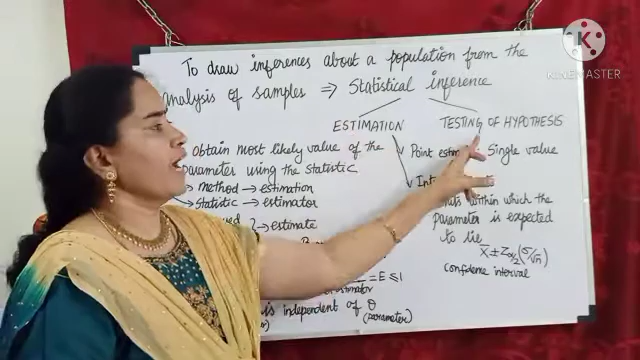 To draw inferences about a population from the
analysis of samples ⇒ Statistical inference
ESTIMATION
TESTING OF HYPOTHESIS
obtain most likely value of the
parameter using the statistic
method → estimation
statistic → estimator
→ estimate
Point Single value
within which the
parameter is expected
to lie
X̄ ± Zα/2 (σ/√n)
confidence interval
= E ≤ 1
is independent of θ
(parameter)
KINEMASTER